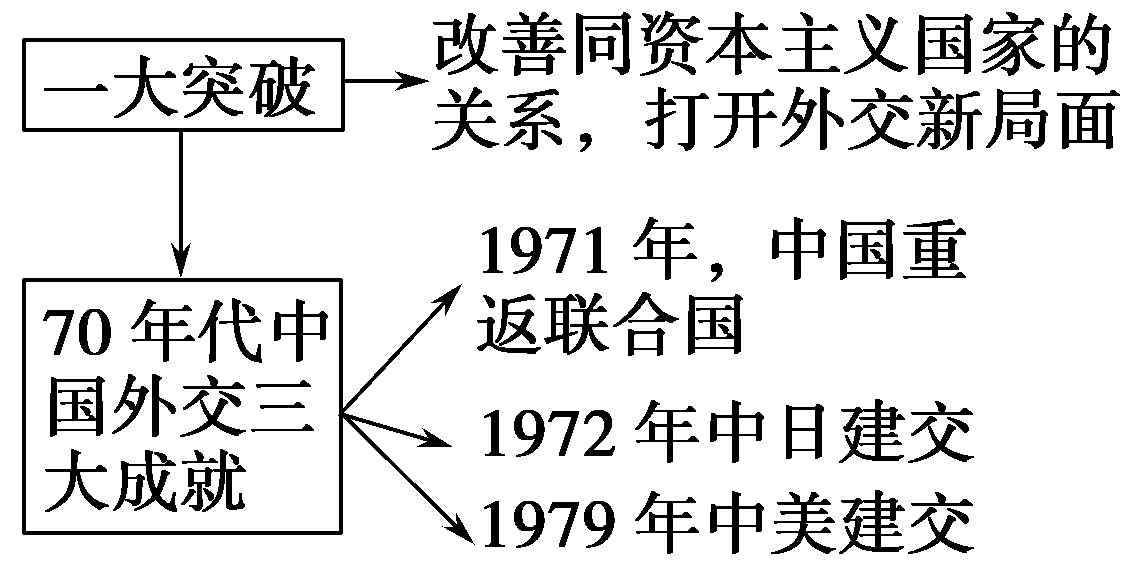 一大突破
改善同资本主义国家的
关系，打开外交新局面
70 年代中
国外交三
大成就
1971 年，中国重
返联合国
1972 年中日建交
1979 年中美建交